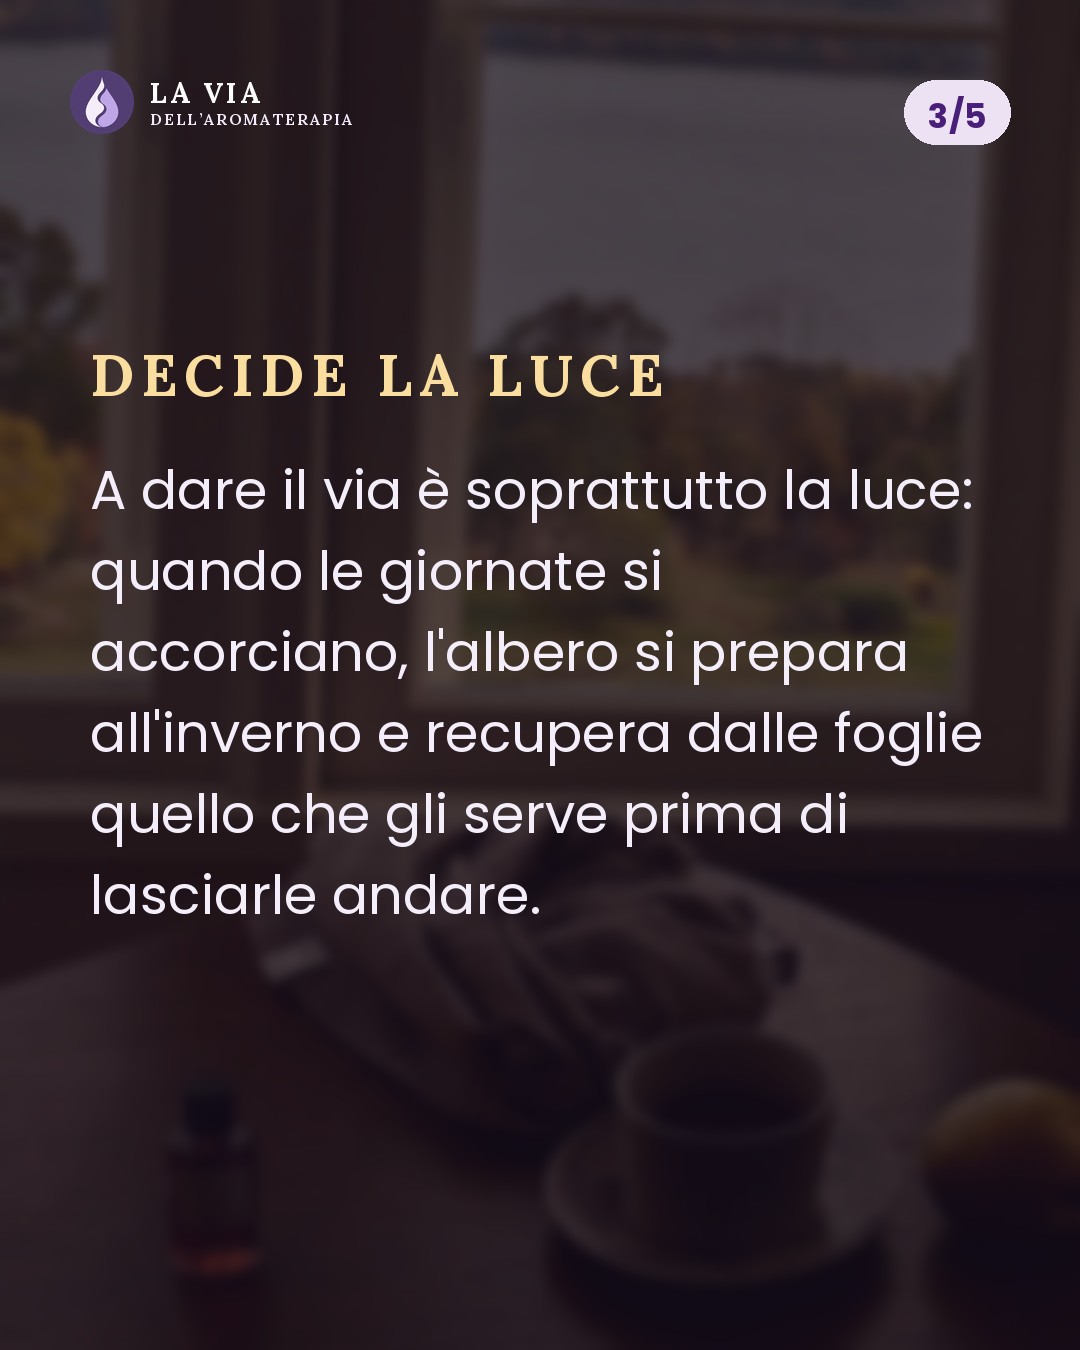 LA VIA
DELL'AROMATERAPIA
3/5
DECIDE LA LUCE
A dare il via è soprattutto la luce:
quando le giornate si
accorciano, l'albero si prepara
all'inverno e recupera dalle foglie
quello che gli serve prima di
lasciarle andare.